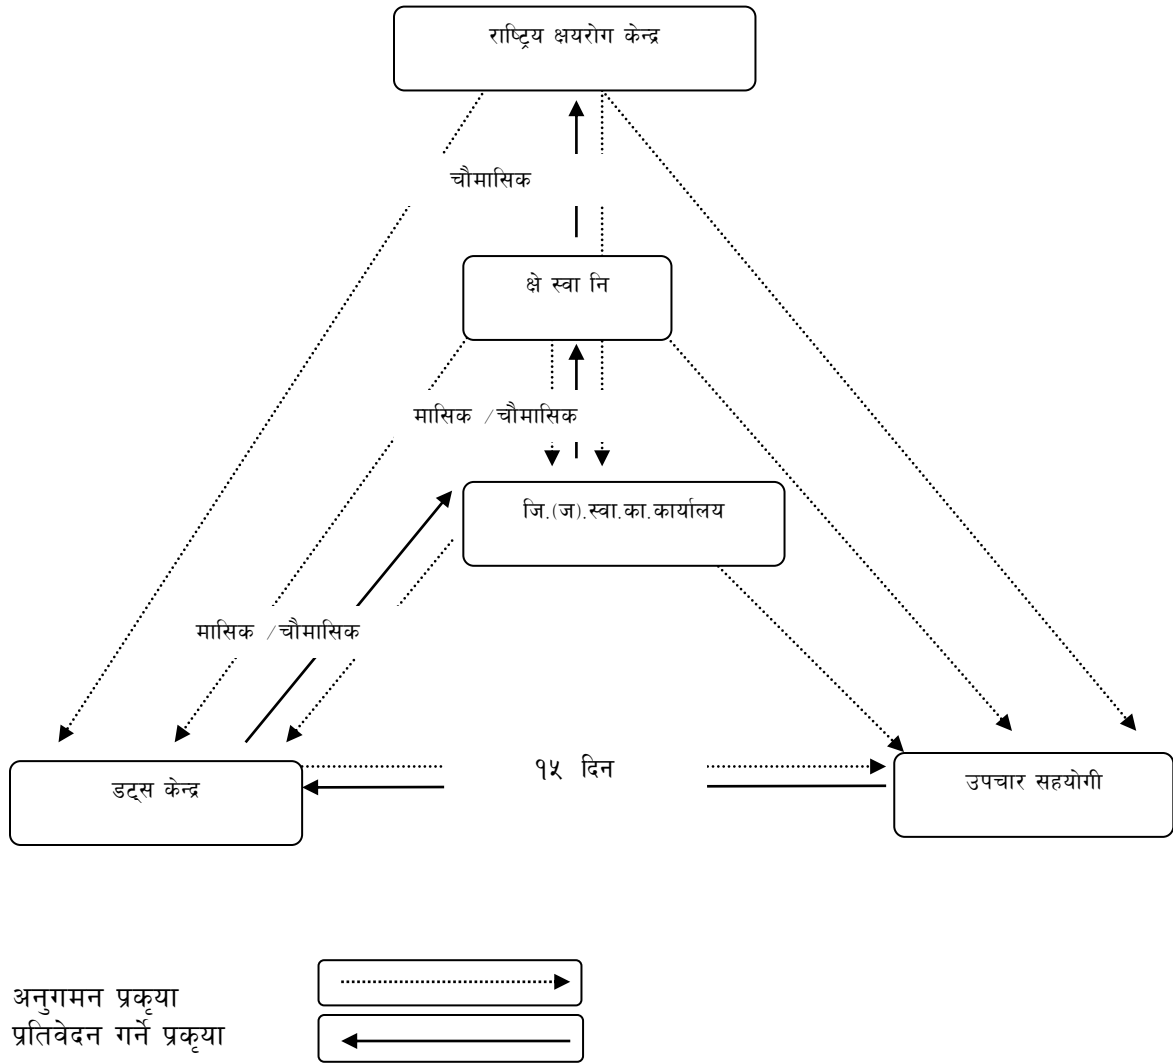 राष्ट्रिय क्षयरोग केन्द्र
चौमासिक
क्षे स्वा नि
मासिक /चौमासिक
जि.(ज).स्वा.का.कार्यालय
मासिक /चौमासिक
डट्स केन्द्र
१५ दिन
उपचार सहयोगी
अनुगमन प्रकृया
प्रतिवेदन गर्ने प्रकृया